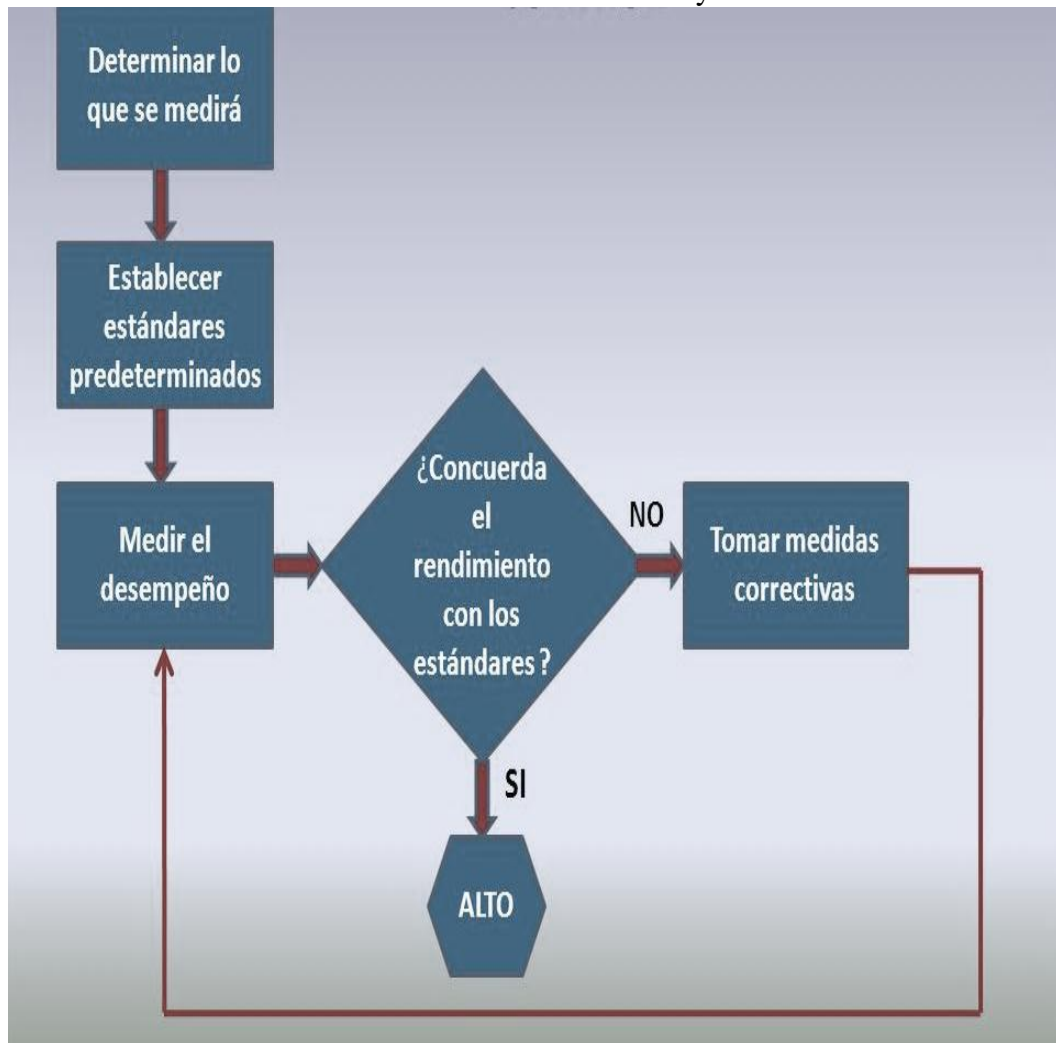 Determinar lo
que se medirá
Establecer
estándares
predeterminados
Medir el
desempeño
¿Concuerda
el
rendimiento
con los
estándares?
NO
Tomar medidas
correctivas
SI
ALTO